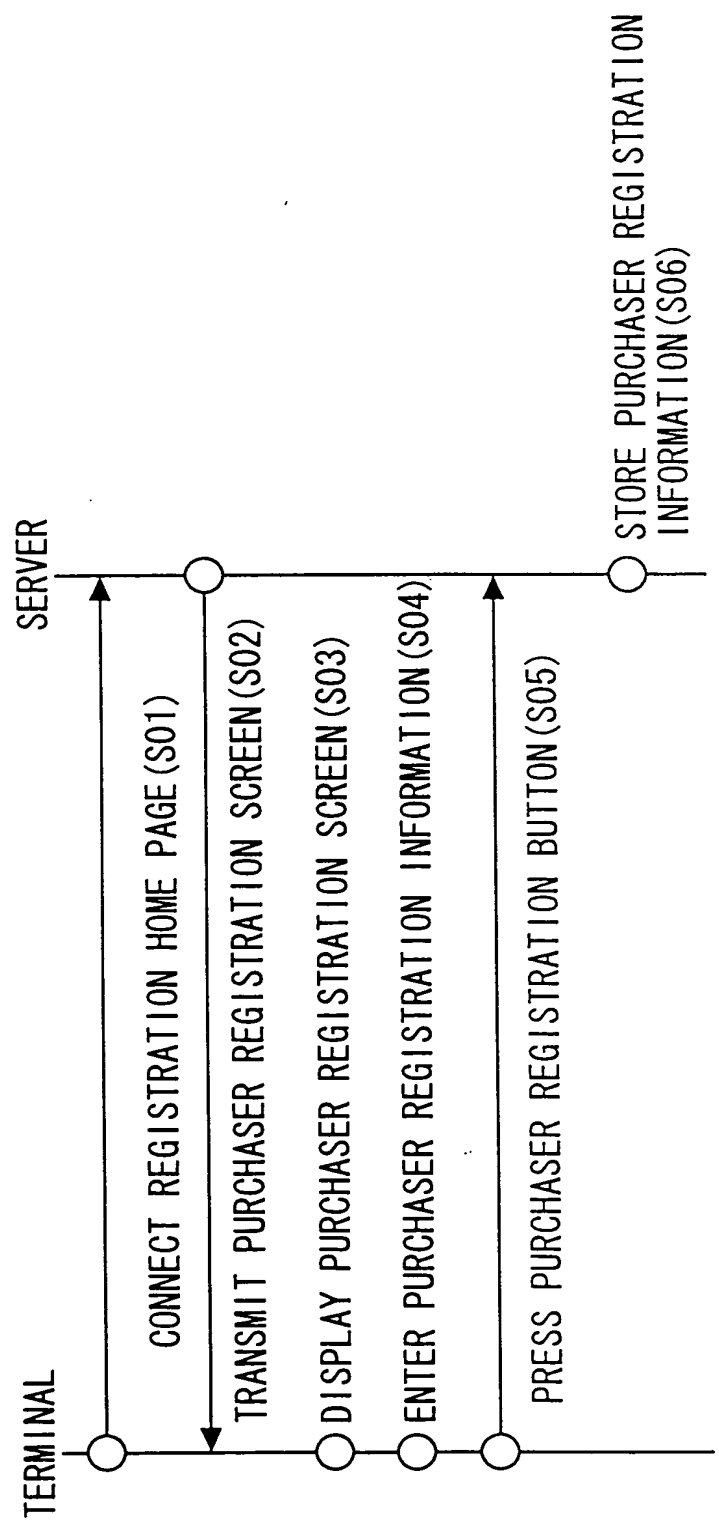 TERMINAL
SERVER
CONNECT REGISTRATION HOME PAGE(S01)
TRANSMIT PURCHASER REGISTRATION SCREEN(S02)
DISPLAY PURCHASER REGISTRATION SCREEN(S03)
ENTER PURCHASER REGISTRATION INFORMATION(S04)
PRESS PURCHASER REGISTRATION BUTTON(S05)
STORE PURCHASER REGISTRATION
INFORMATION(S06)